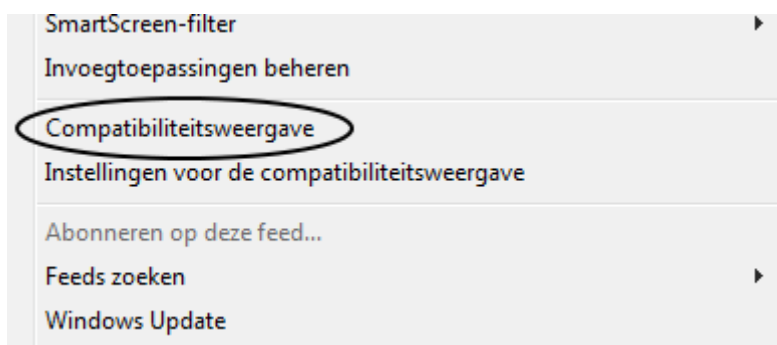 SmartScreen-filter
Invoegtoepassingen beheren
Compatibiliteitsweergave
Instellingen voor de compatibiliteitsweergave
Abonneren op deze feed...
Feeds zoeken
Windows Update